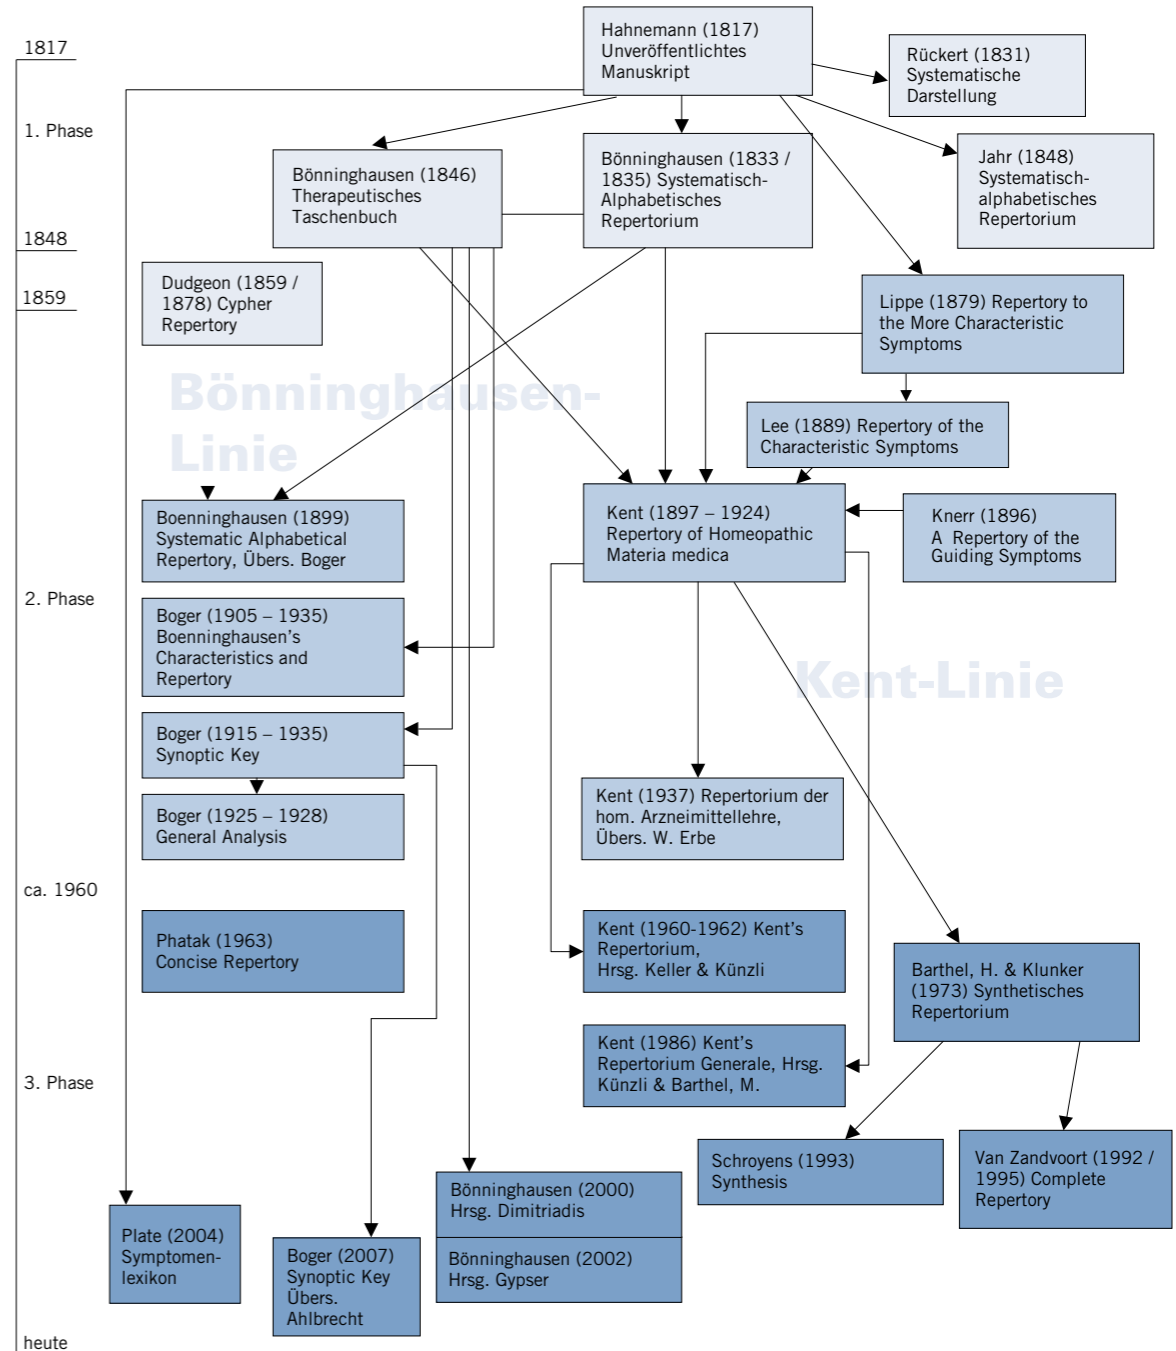 1817
Hahnemann (1817)
Unveröffentlichtes
Manuskript
Rückert (1831)
Systematische
Darstellung
1. Phase
Bönninghausen (1846)
Therapeutisches
Taschenbuch
Bönninghausen (1833 /
1835) Systematisch-
Alphabetisches
Repertorium
Jahr (1848)
Systematisch-
alphabetisches
Repertorium
1848
Dudgeon (1859 /
1878) Cypher
Repertory
1859
Lippe (1879) Repertory to
the More Characteristic
Symptoms
Bönninghausen-
Linie
Lee (1889) Repertory of the
Characteristic Symptoms
Boenninghausen (1899)
Systematic Alphabetical
Repertory, Übers. Boger
Kent (1897 – 1924)
Repertory of Homeopathic
Materia medica
Knerr (1896)
A Repertory of the
Guiding Symptoms
2. Phase
Boger (1905 – 1935)
Boenninghausen's
Characteristics and
Repertory
Kent-Linie
Boger (1915 – 1935)
Synoptic Key
Boger (1925 – 1928)
General Analysis
Kent (1937) Repertorium der
hom. Arzneimittellehre,
Übers. W. Erbe
ca. 1960
Phatak (1963)
Concise Repertory
Kent (1960-1962) Kent's
Repertorium,
Hrsg. Keller & Künzli
Barthel, H. & Klunker
(1973) Synthetisches
Repertorium
Kent (1986) Kent's
Repertorium Generale, Hrsg.
Künzli & Barthel, M.
3. Phase
Schroyens (1993)
Synthesis
Van Zandvoort (1992 /
1995) Complete
Repertory
Plate (2004)
Symptomen-
lexikon
Boger (2007)
Synoptic Key
Übers.
Ahlbrecht
Bönninghausen (2000)
Hrsg. Dimitriadis
Bönninghausen (2002)
Hrsg. Gypser
heute